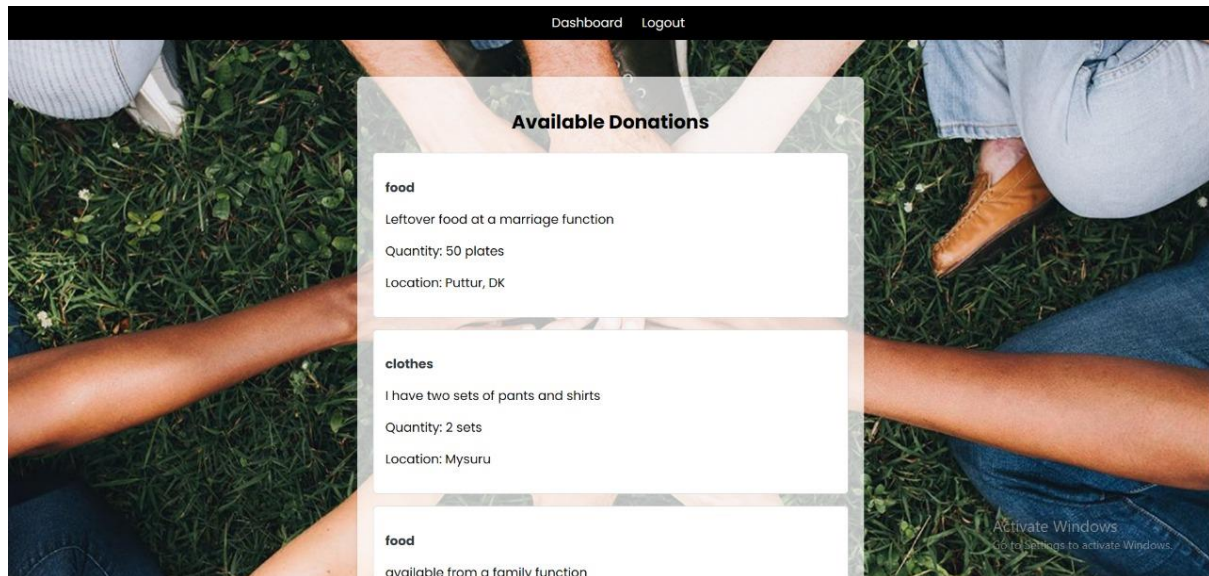 Dashboard Logout
Available Donations
food
Leftover food at a marriage function
Quantity: 50 plates
Location: Puttur, DK
clothes
I have two sets of pants and shirts
Quantity: 2 sets
Location: Mysuru
food
available from a family function
Activate Windows
Go to Settings to activate Windows.